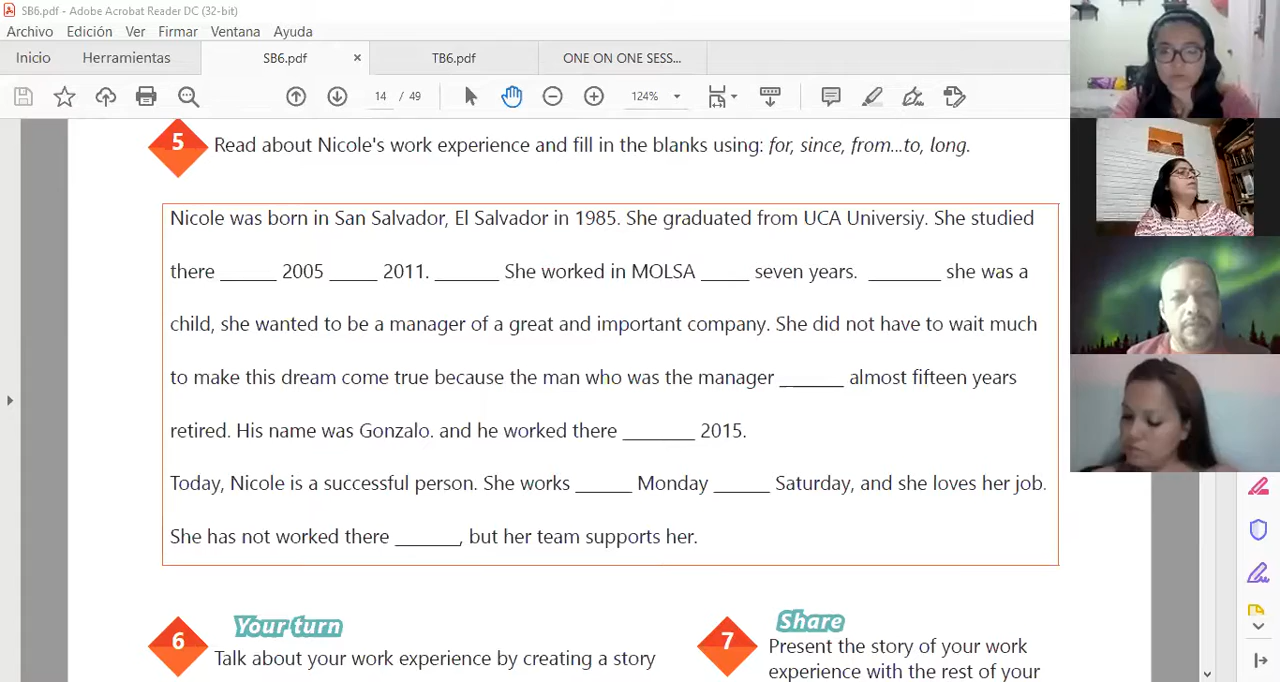 SB6.pdf - Adobe Acrobat Reader DC (32-bit)
Archivo Edición Ver Firmar Ventana Ayuda
Inicio Herramientas SB6.pdf × TB6.pdf ONE ON ONE SESS...
14 / 49 124%
5 Read about Nicole's work experience and fill in the blanks using: for, since, from...to, long.
Nicole was born in San Salvador, El Salvador in 1985. She graduated from UCA Universiy. She studied
there ______ 2005 _____ 2011. _______ She worked in MOLSA _____ seven years. ________ she was a
child, she wanted to be a manager of a great and important company. She did not have to wait much
to make this dream come true because the man who was the manager _______ almost fifteen years
retired. His name was Gonzalo. and he worked there ________ 2015.
Today, Nicole is a successful person. She works ______ Monday ______ Saturday, and she loves her job.
She has not worked there _______, but her team supports her.
6 Your turn
Talk about your work experience by creating a story
7 Share
Present the story of your work
experience with the rest of your